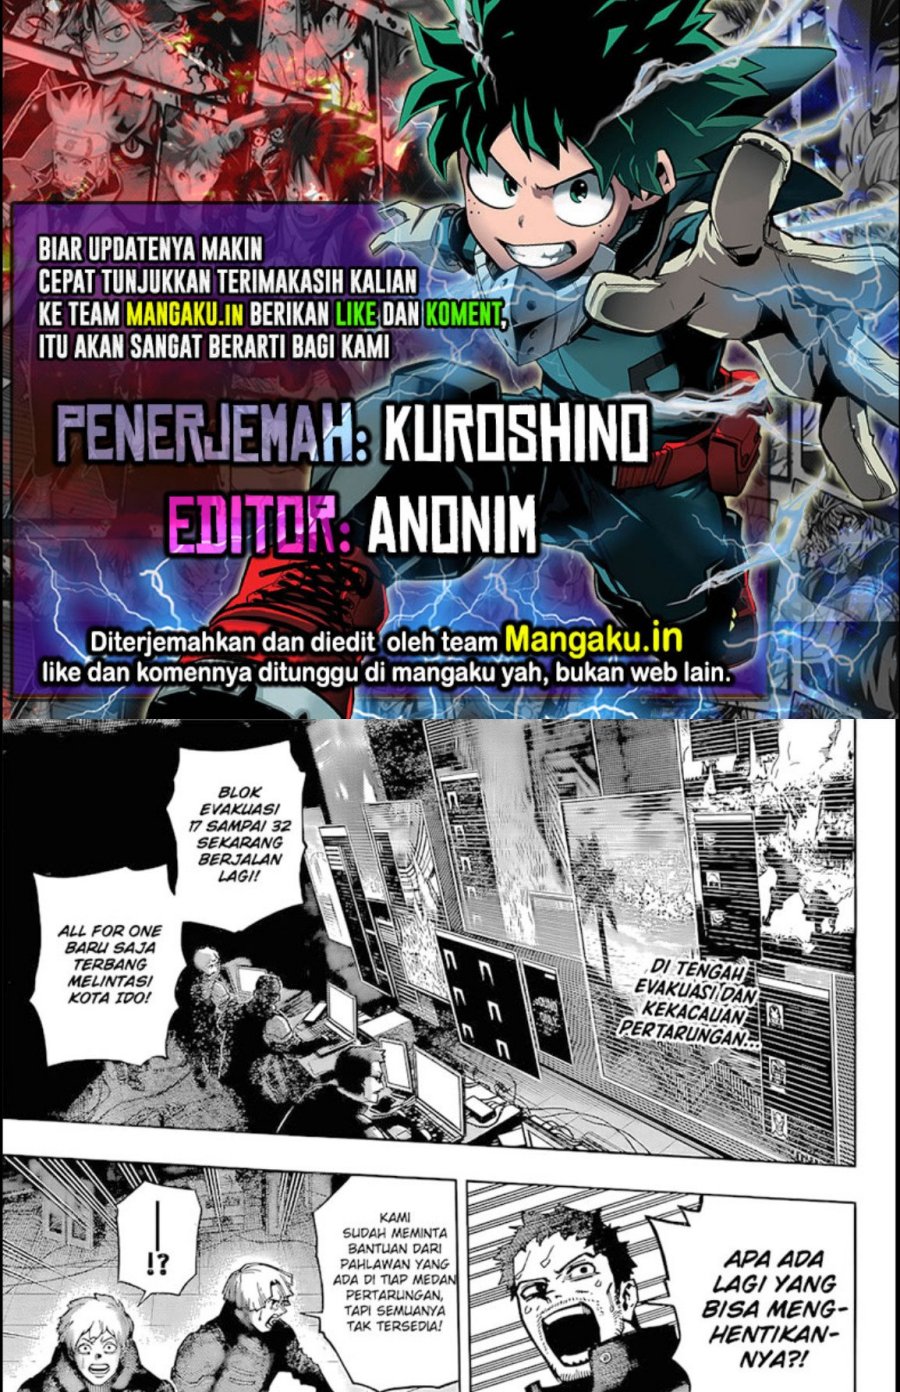 BIAR UPDATENYA MAKIN
CEPAT TUNJUKKAN TERIMAKASIH KALIAN
KE TEAM MANGAKU.IN BERIKAN LIKE DAN KOMENT,
ITU AKAN SANGAT BERARTI BAGI KAMI
PENERJEMAH: KUROSHINO
EDITOR: ANONIM
Diterjemahkan dan diedit oleh team Mangaku.in
like dan komennya ditunggu di mangaku yah, bukan web lain.
BLOK
EVAKUASI
17 SAMPAI 32
SEKARANG
BERJALAN
LAGI!
ALL FOR ONE
BARU SAJA
TERBANG
MELINTASI
KOTA IDO!
DI TENGAH
EVAKUASI DAN
KEKACAUAN
PERTARUNGAN...
APA ADA
LAGI YANG
BISA MENG-
HENTIKAN-
NYA?!
KAMI
SUDAH MEMINTA
BANTUAN DARI
PAHLAWAN YANG
ADA DI TIAP MEDAN
PERTARUNGAN,
TAPI SEMUANYA
TAK TERSEDIA!
!?